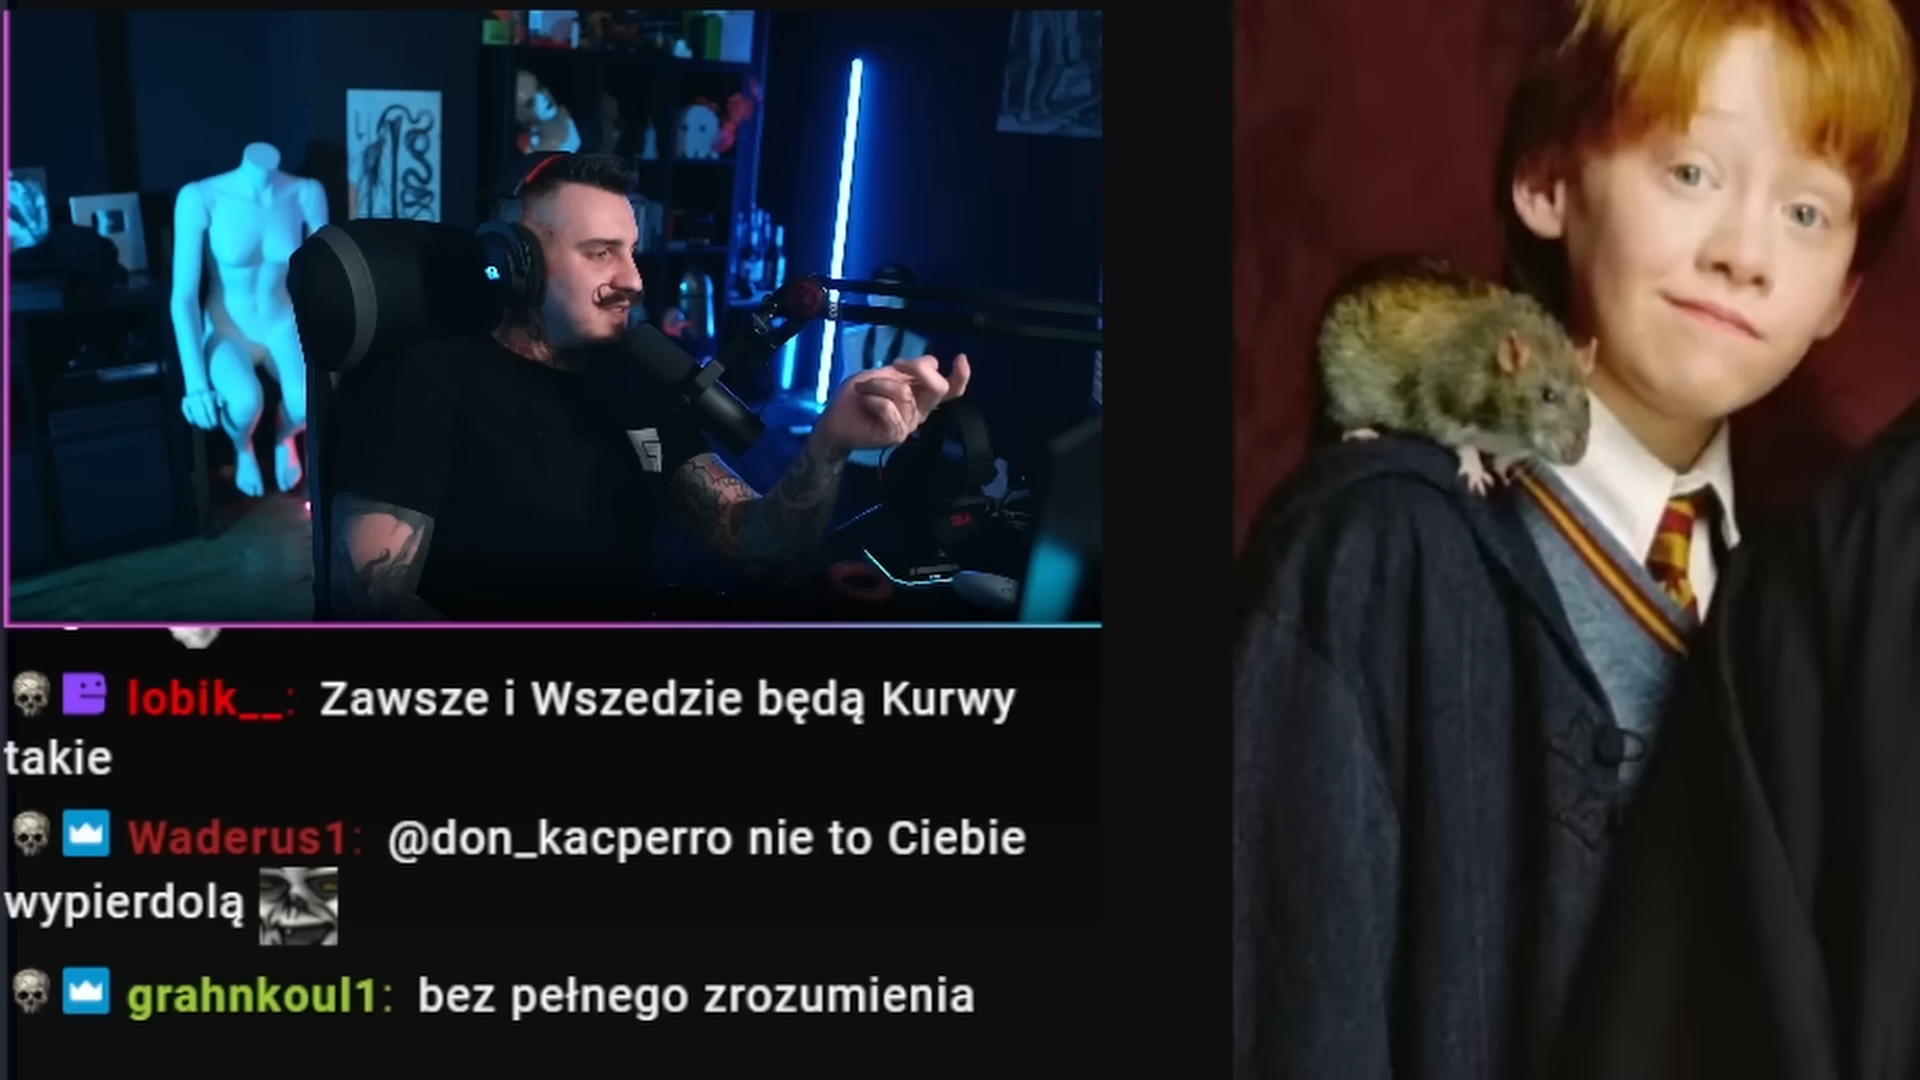 lobik__: Zawsze i Wszedzie będą Kurwy
takie
Waderus1: @don_kacperro nie to Ciebie
wypierdolą
grahnkoul1: bez pełnego zrozumienia